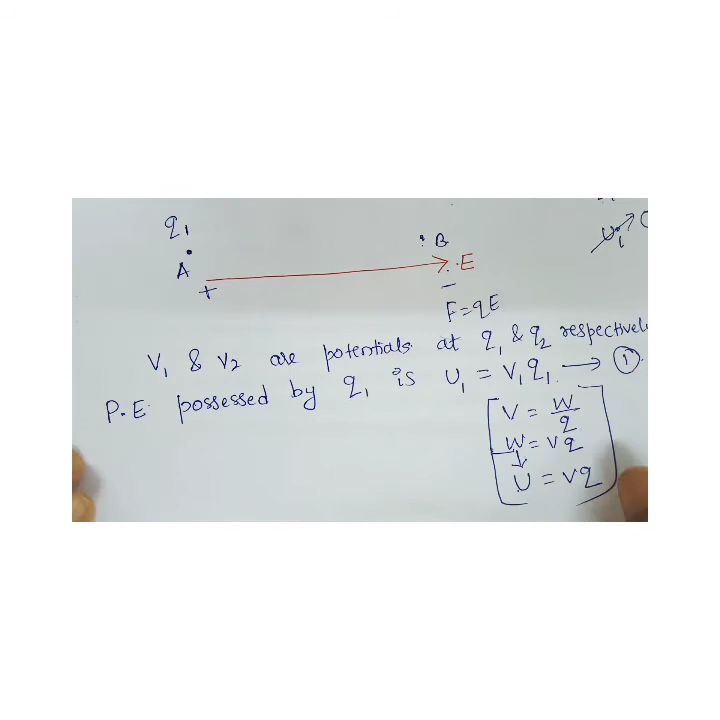 q₁
: B
A
E
+
−
F = qE
V₁ & V₂ are potentials at q₁ & q₂ respectivel
P.E. possessed by q₁ is U₁ = V₁q₁ → ①.
V = W/q
W = Vq
↓
U = Vq